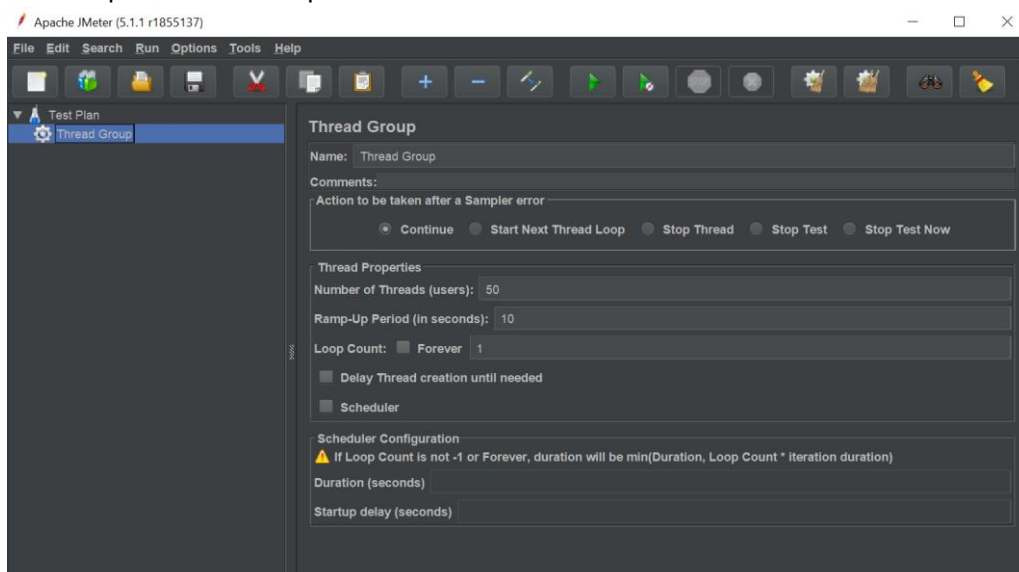 Apache JMeter (5.1.1 r1855137)
File Edit Search Run Options Tools Help
Test Plan
Thread Group
Thread Group
Name: Thread Group
Comments:
Action to be taken after a Sampler error
Continue Start Next Thread Loop Stop Thread Stop Test Stop Test Now
Thread Properties
Number of Threads (users): 50
Ramp-Up Period (in seconds): 10
Loop Count: Forever 1
Delay Thread creation until needed
Scheduler
Scheduler Configuration
If Loop Count is not -1 or Forever, duration will be min(Duration, Loop Count * iteration duration)
Duration (seconds)
Startup delay (seconds)